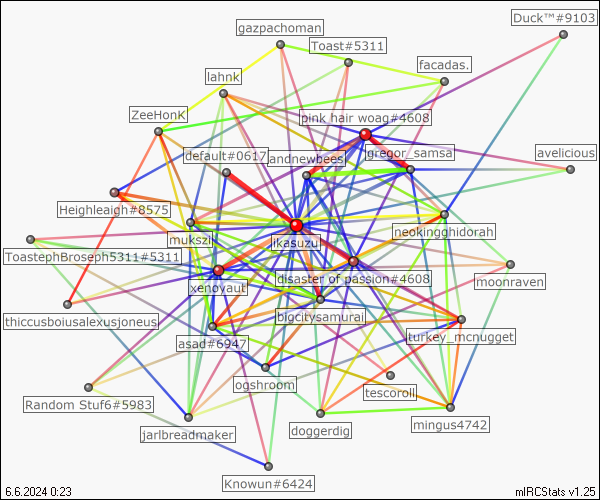 Duck™#9103
gazpachoman
Toast#5311
facadas.
lahnk
ZeeHonK
pink hair woag#4608
default#0617
andnewbees
gregor_samsa
avelicious
Heighleaigh#8575
mukszi
likasuzu
neokingghidorah
ToastephBroseph5311#5311
xenoyaut
disaster of passion#4608
moonraven
thiccusboiusalexusjoneus
bigcitysamurai
asad#6947
turkey_mcnugget
ogshroom
tescoroll
Random Stuf6#5983
jarlbreadmaker
doggerdig
mingus4742
Knowun#6424
6.6.2024 0:23
mIRCStats v1.25